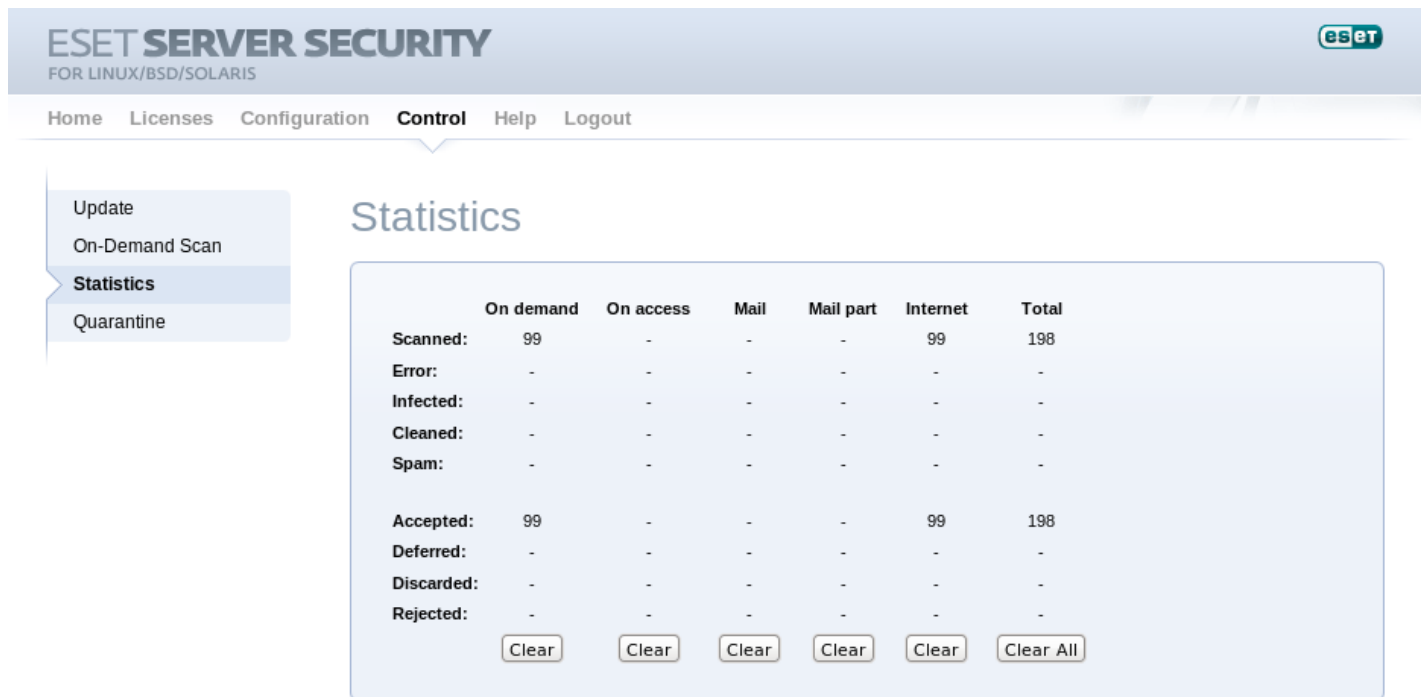 ESET SERVER SECURITY
FOR LINUX/BSD/SOLARIS
eset
Home Licenses Configuration Control Help Logout
Update
On-Demand Scan
Statistics
Quarantine
Statistics
On demand On access Mail Mail part Internet Total
Scanned: 99 - - - 99 198
Error: - - - - - -
Infected: - - - - - -
Cleaned: - - - - - -
Spam: - - - - - -
Accepted: 99 - - - 99 198
Deferred: - - - - - -
Discarded: - - - - - -
Rejected: - - - - - -
Clear Clear Clear Clear Clear Clear All